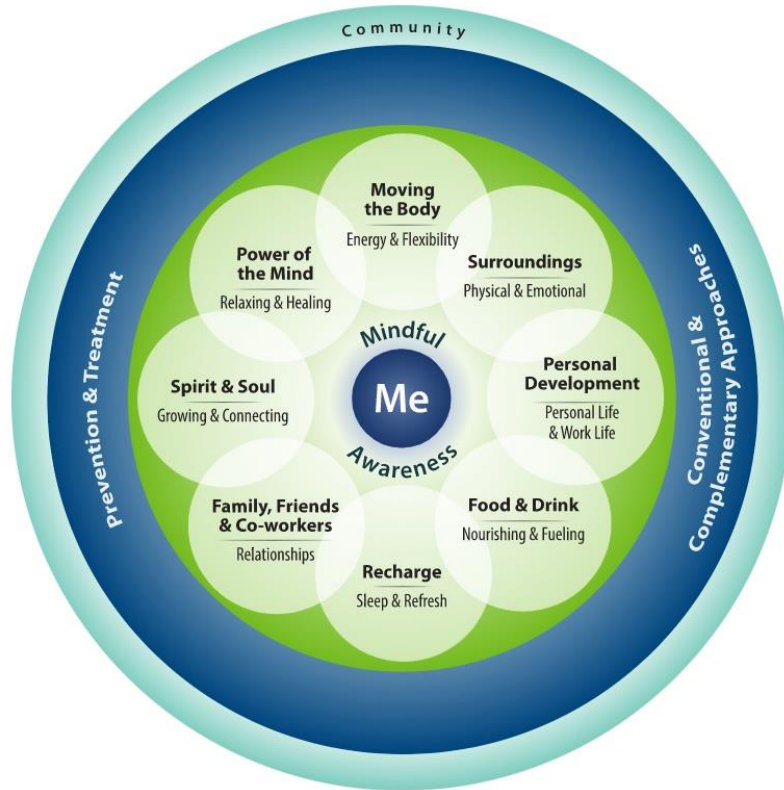 Community
Prevention & Treatment
Conventional &
Complementary Approaches
Moving
the Body
Energy & Flexibility
Surroundings
Physical & Emotional
Personal
Development
Personal Life
& Work Life
Food & Drink
Nourishing & Fueling
Recharge
Sleep & Refresh
Family, Friends
& Co-workers
Relationships
Spirit & Soul
Growing & Connecting
Power of
the Mind
Relaxing & Healing
Mindful
Me
Awareness